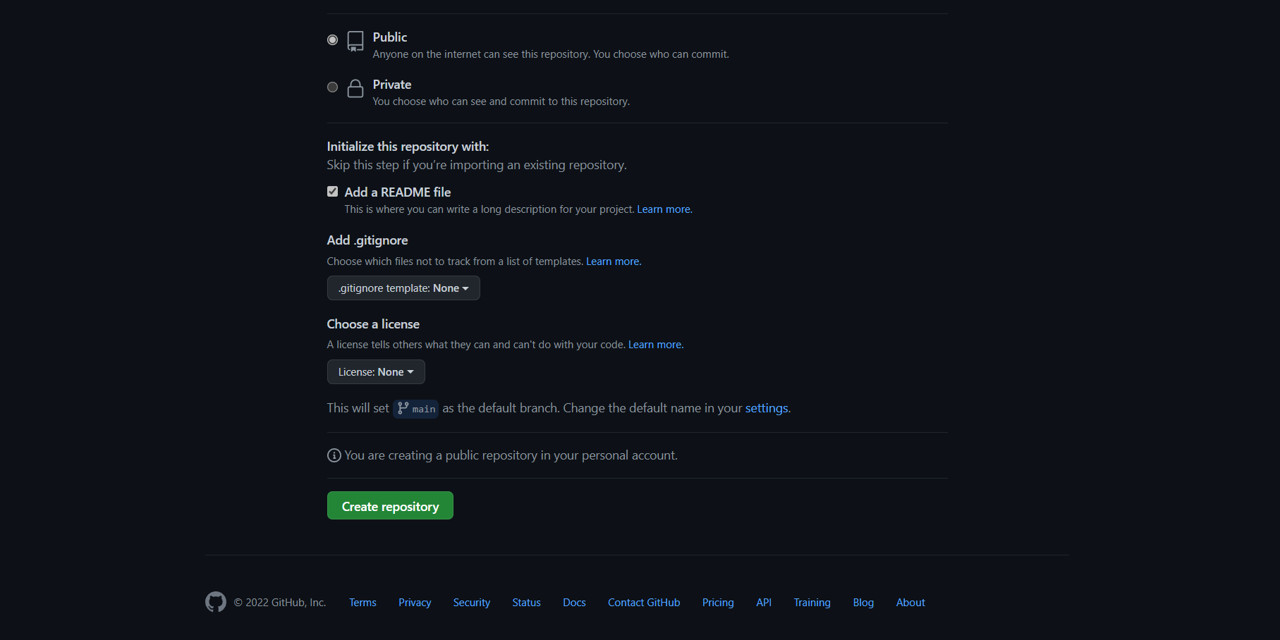 Public
Anyone on the internet can see this repository. You choose who can commit.
Private
You choose who can see and commit to this repository.
Initialize this repository with:
Skip this step if you're importing an existing repository.
Add a README file
This is where you can write a long description for your project. Learn more.
Add .gitignore
Choose which files not to track from a list of templates. Learn more.
.gitignore template: None
Choose a license
A license tells others what they can and can't do with your code. Learn more.
License: None
This will set main as the default branch. Change the default name in your settings.
You are creating a public repository in your personal account.
Create repository
© 2022 GitHub, Inc. Terms Privacy Security Status Docs Contact GitHub Pricing API Training Blog About